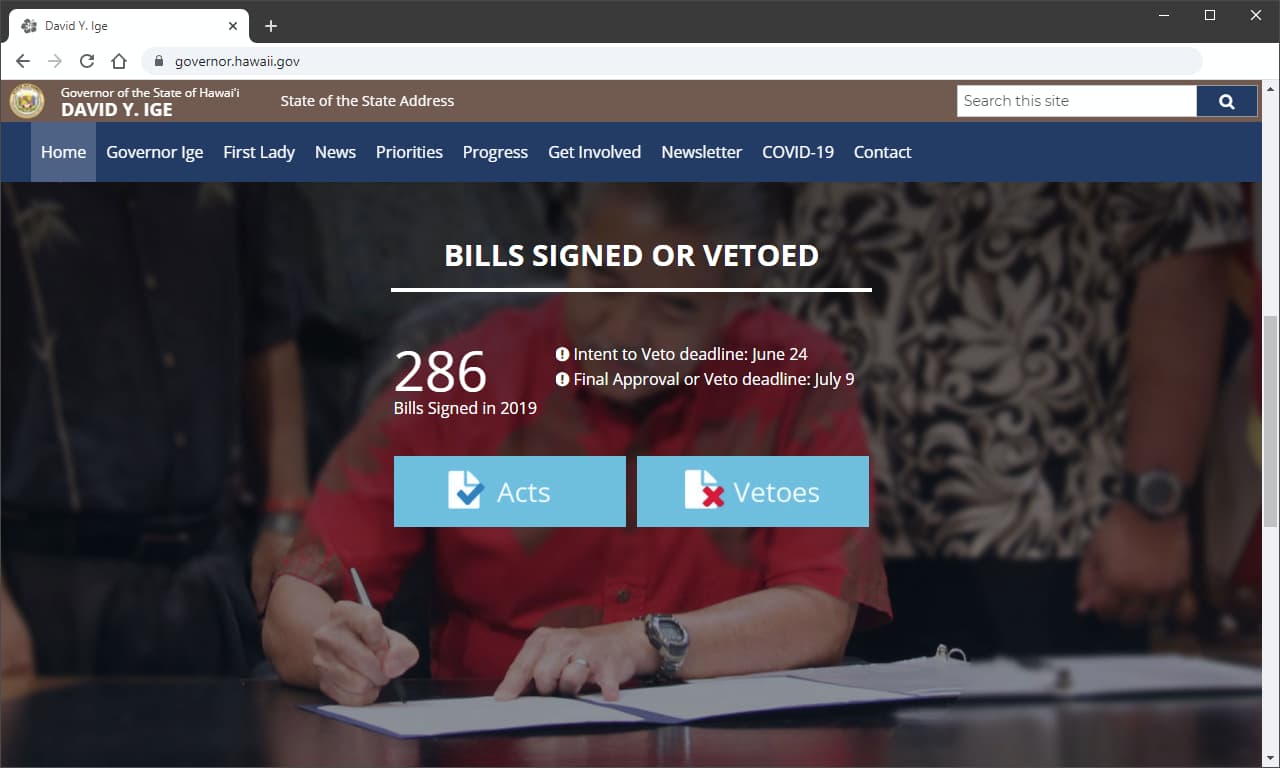 David Y. Ige
governor.hawaii.gov
Governor of the State of Hawaiʻi
DAVID Y. IGE
State of the State Address
Search this site
Home Governor Ige First Lady News Priorities Progress Get Involved Newsletter COVID-19 Contact
BILLS SIGNED OR VETOED
286
Bills Signed in 2019
Intent to Veto deadline: June 24
Final Approval or Veto deadline: July 9
Acts
Vetoes